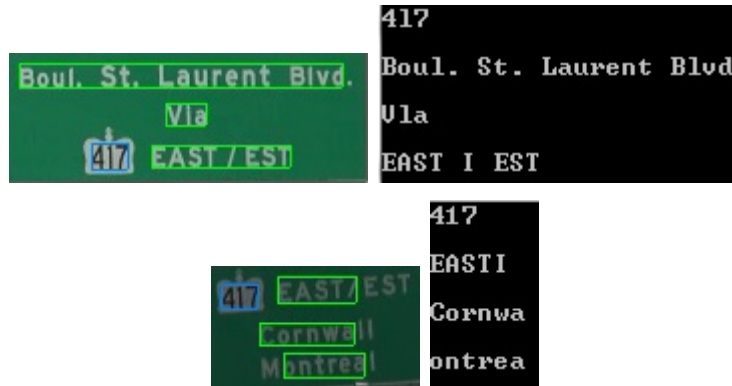 Boul. St. Laurent Blvd.
Via
417 EAST / EST
417
Boul. St. Laurent Blvd
Vla
EAST I EST
417 EAST/EST
Cornwall
Montreal
417
EASTI
Cornwa
ontrea